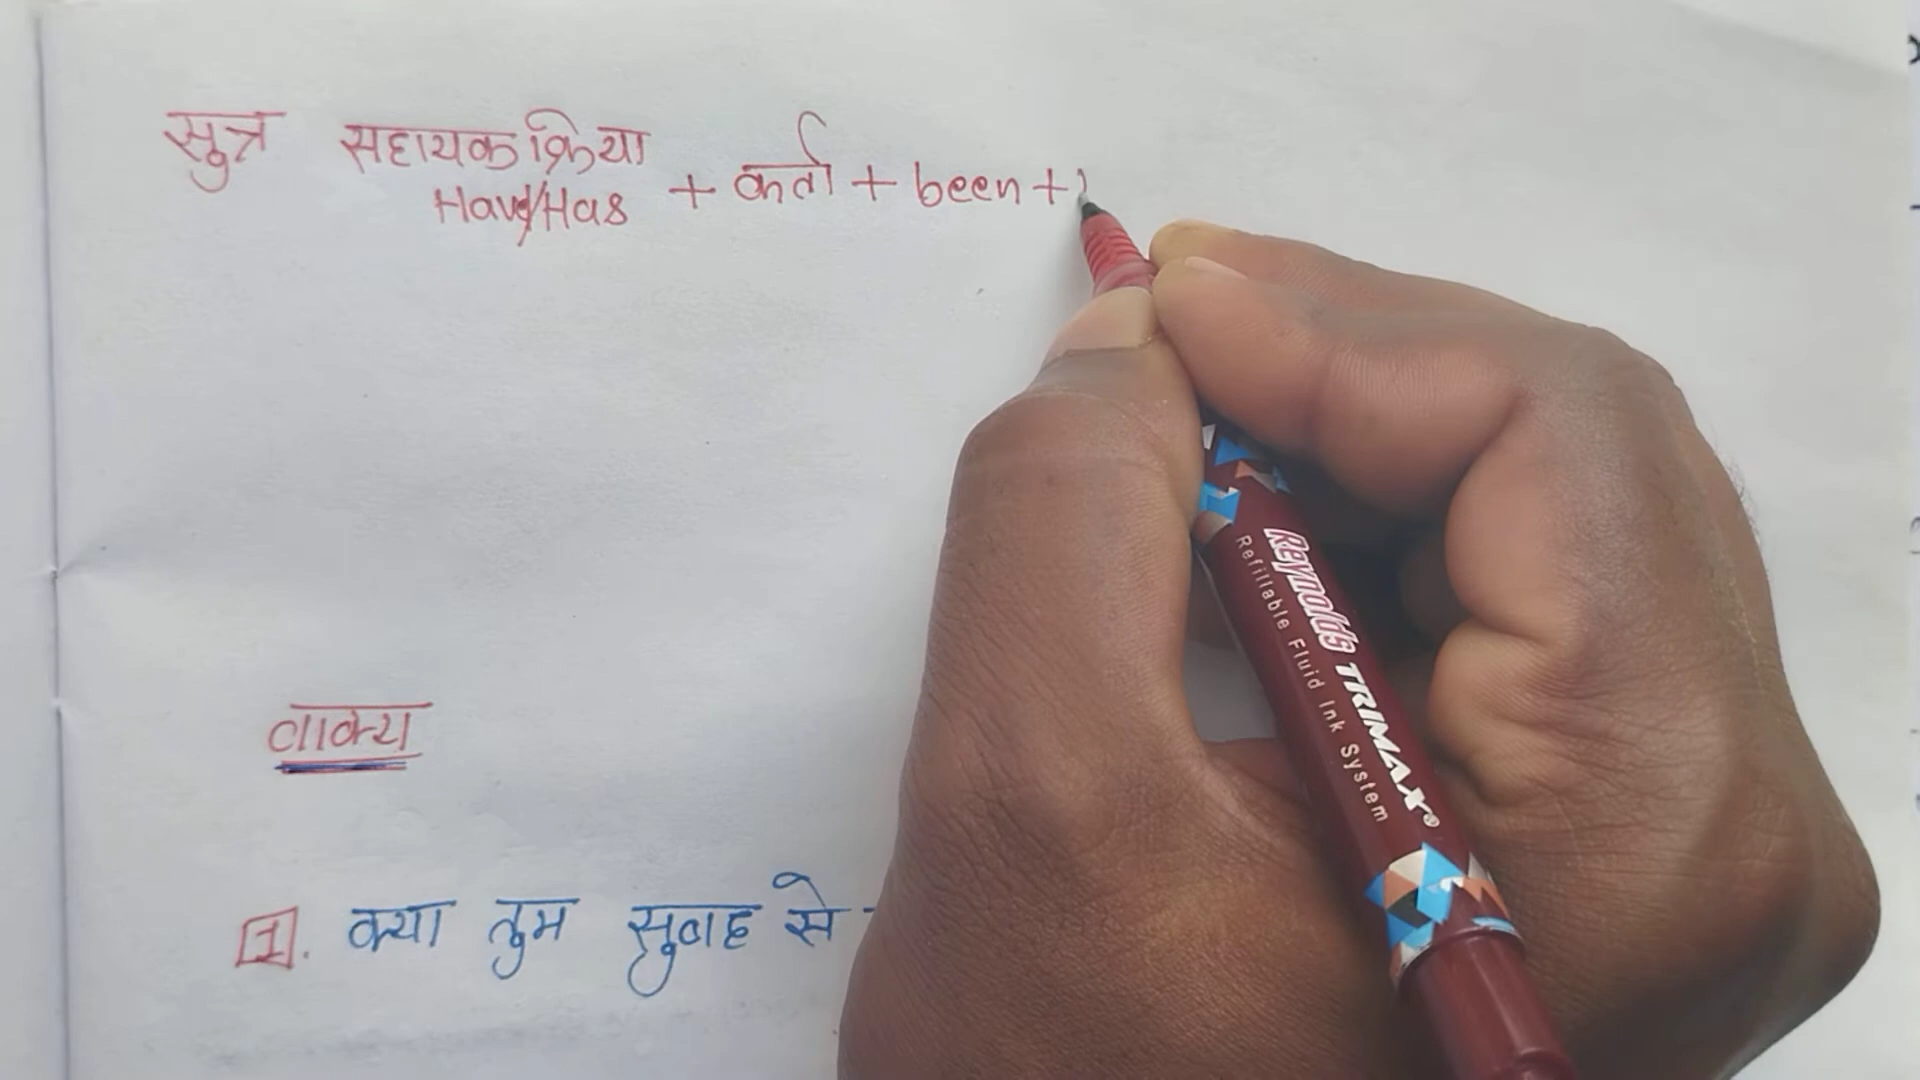 सुत्र सहायक क्रिया
Have/Has + कर्ता + been +
वाक्य
1. क्या तुम सुबह से
Reynolds TRIMAX®
Refillable Fluid Ink System